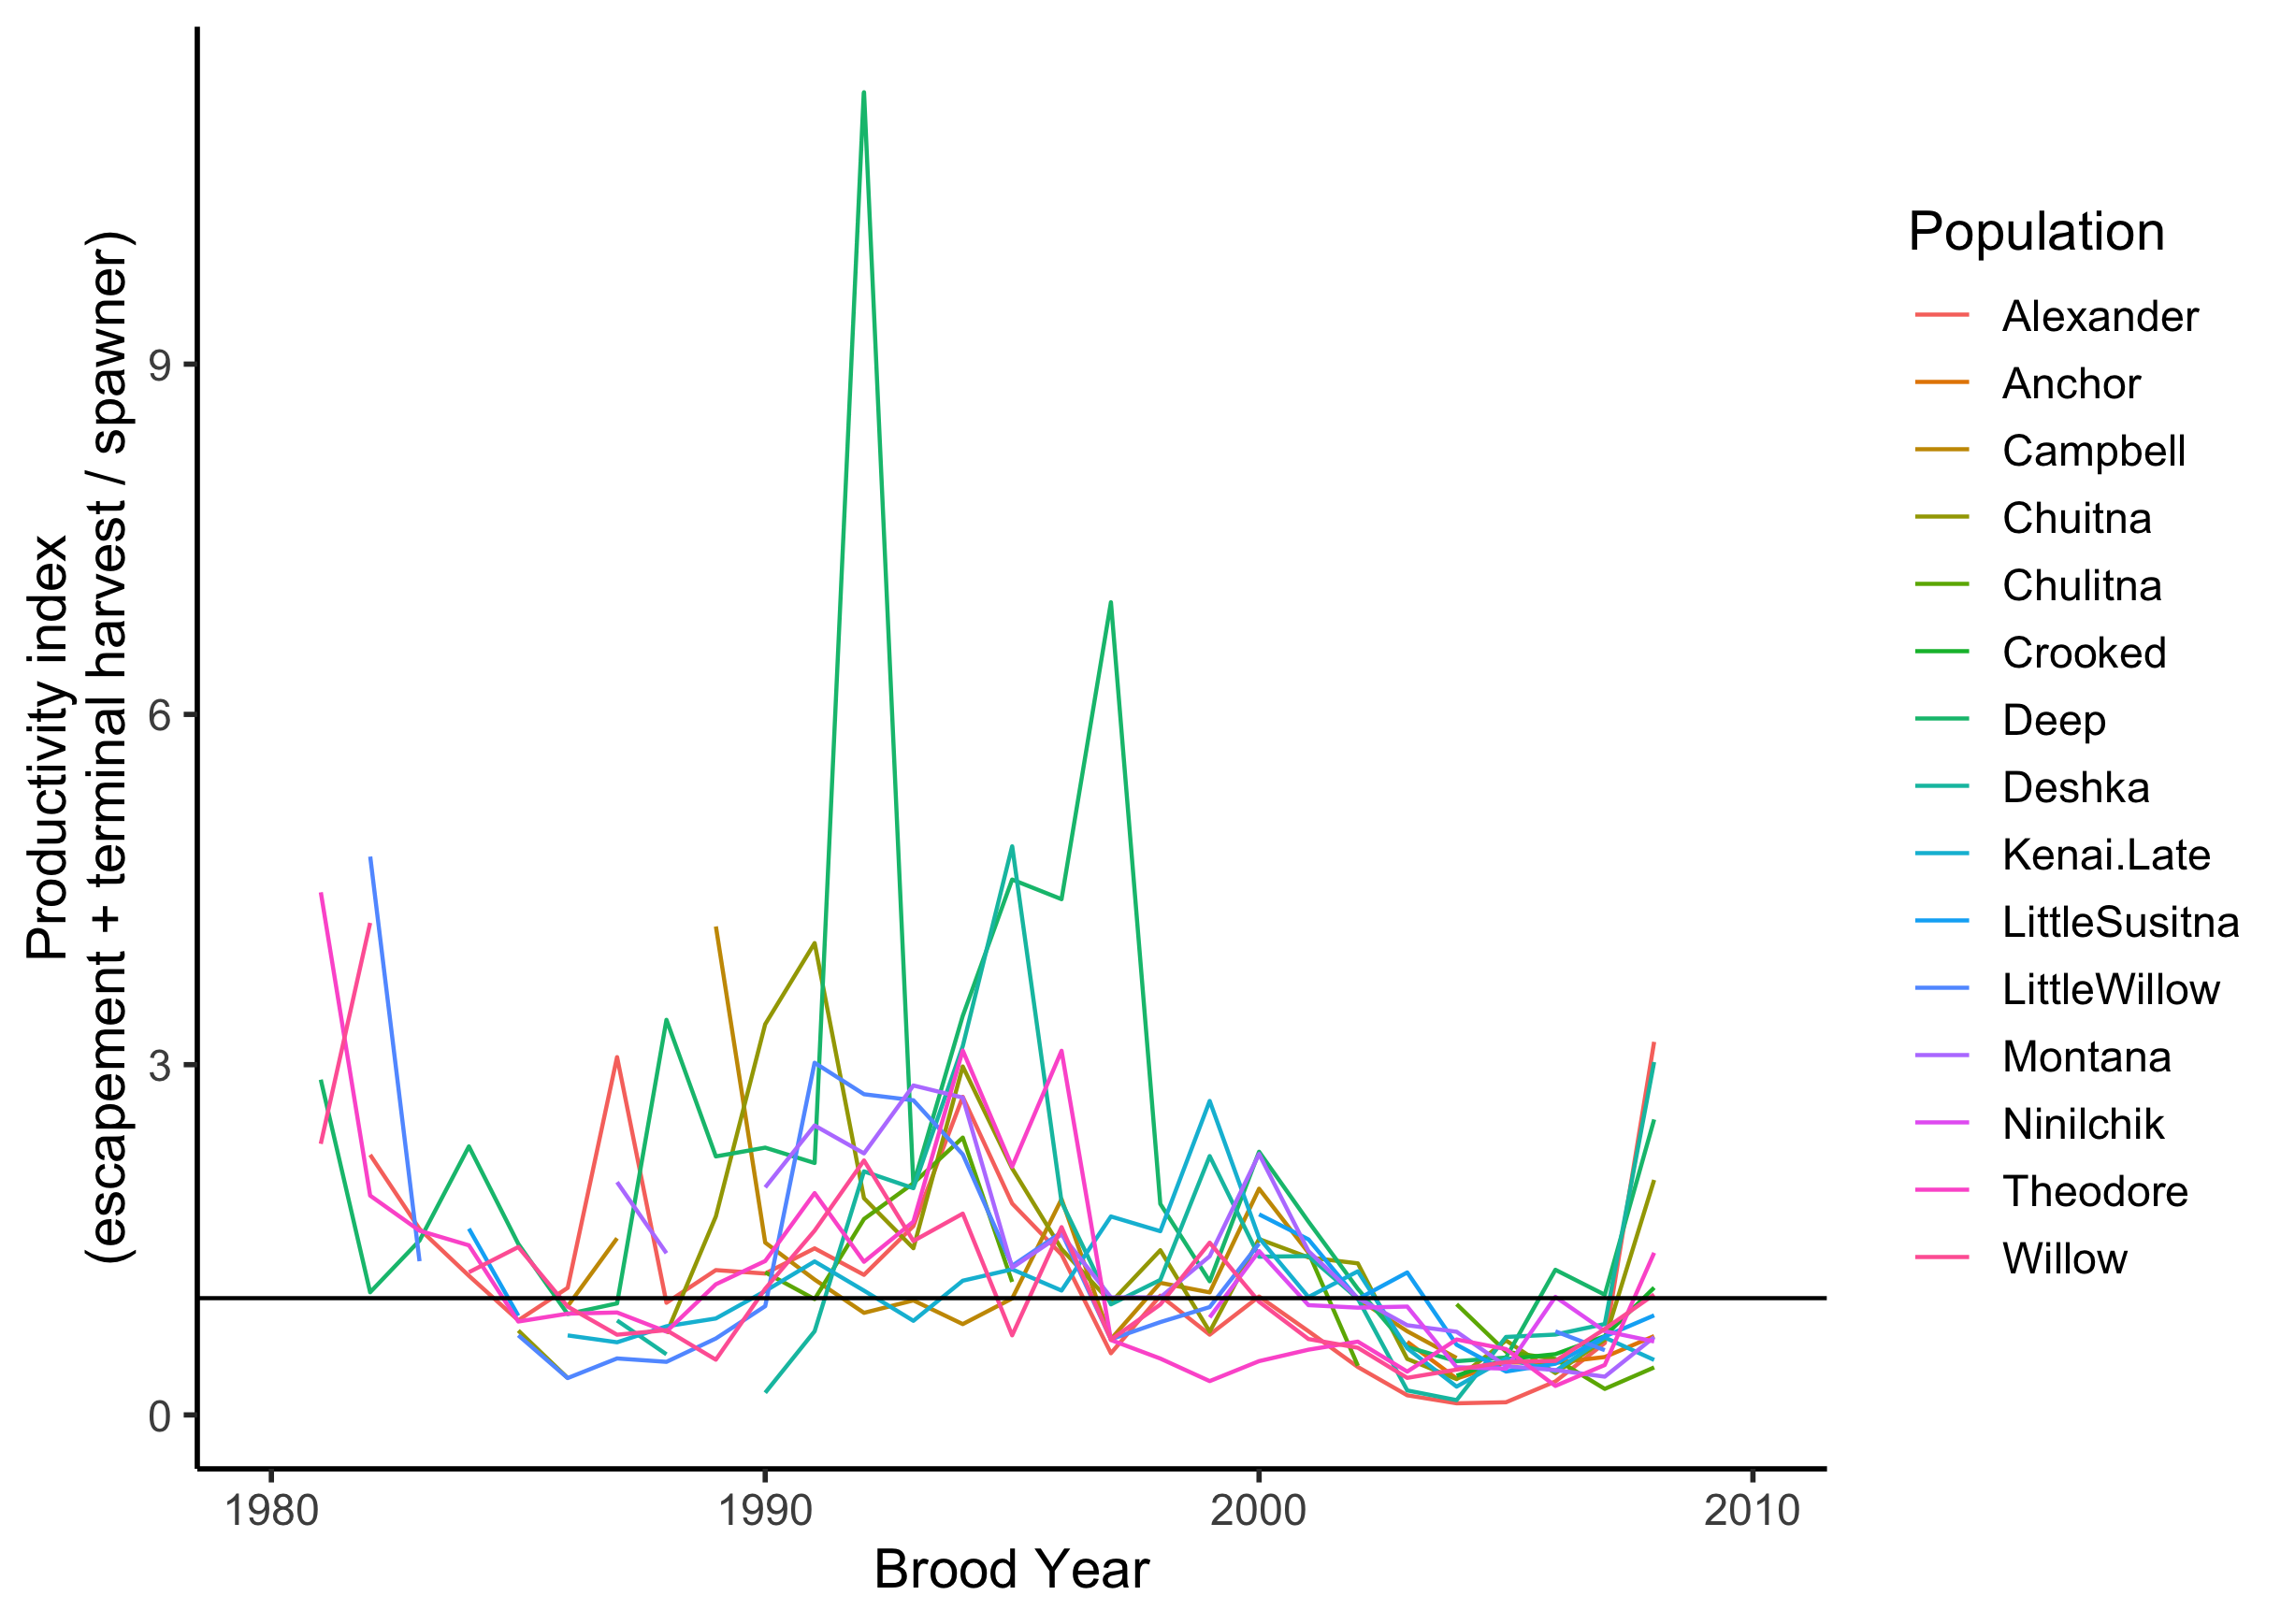 Productivity index
(escapement + terminal harvest / spawner)
9
6
3
0
1980
1990
2000
2010
Brood Year
Population
Alexander
Anchor
Campbell
Chuitna
Chulitna
Crooked
Deep
Deshka
Kenai.Late
LittleSusitna
LittleWillow
Montana
Ninilchik
Theodore
Willow